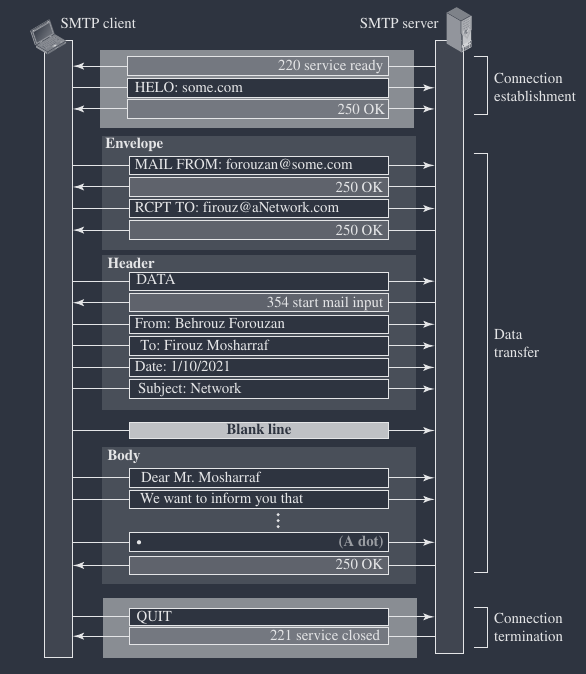 SMTP client
SMTP server
220 service ready
HELO: some.com
250 OK
Connection
establishment
Envelope
MAIL FROM: forouzan@some.com
250 OK
RCPT TO: firouz@aNetwork.com
250 OK
Header
DATA
354 start mail input
From: Behrouz Forouzan
To: Firouz Mosharraf
Date: 1/10/2021
Subject: Network
Data
transfer
Blank line
Body
Dear Mr. Mosharraf
We want to inform you that
⋮
• (A dot)
250 OK
QUIT
221 service closed
Connection
termination